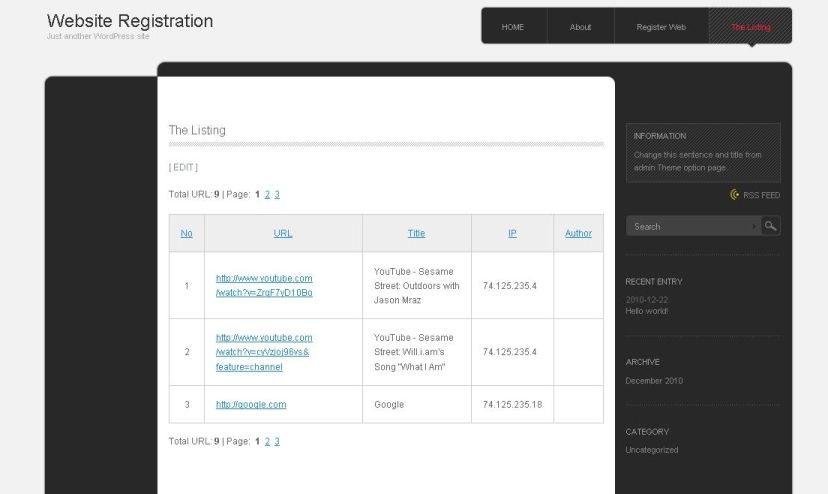 Website Registration
Just another WordPress site
HOME About Register Web The Listing
The Listing
[ EDIT ]
Total URL: 9 | Page: 1 2 3
No URL Title IP Author
1 http://www.youtube.com/watch?v=ZrqF7yD10Bo YouTube - Sesame Street: Outdoors with Jason Mraz 74.125.235.4
2 http://www.youtube.com/watch?v=cyVzjoj96vs&feature=channel YouTube - Sesame Street: Will.i.am's Song "What I Am" 74.125.235.4
3 http://google.com Google 74.125.235.18
Total URL: 9 | Page: 1 2 3
INFORMATION
Change this sentence and title from
admin Theme option page.
RSS FEED
Search
RECENT ENTRY
2010-12-22
Hello world!
ARCHIVE
December 2010
CATEGORY
Uncategorized